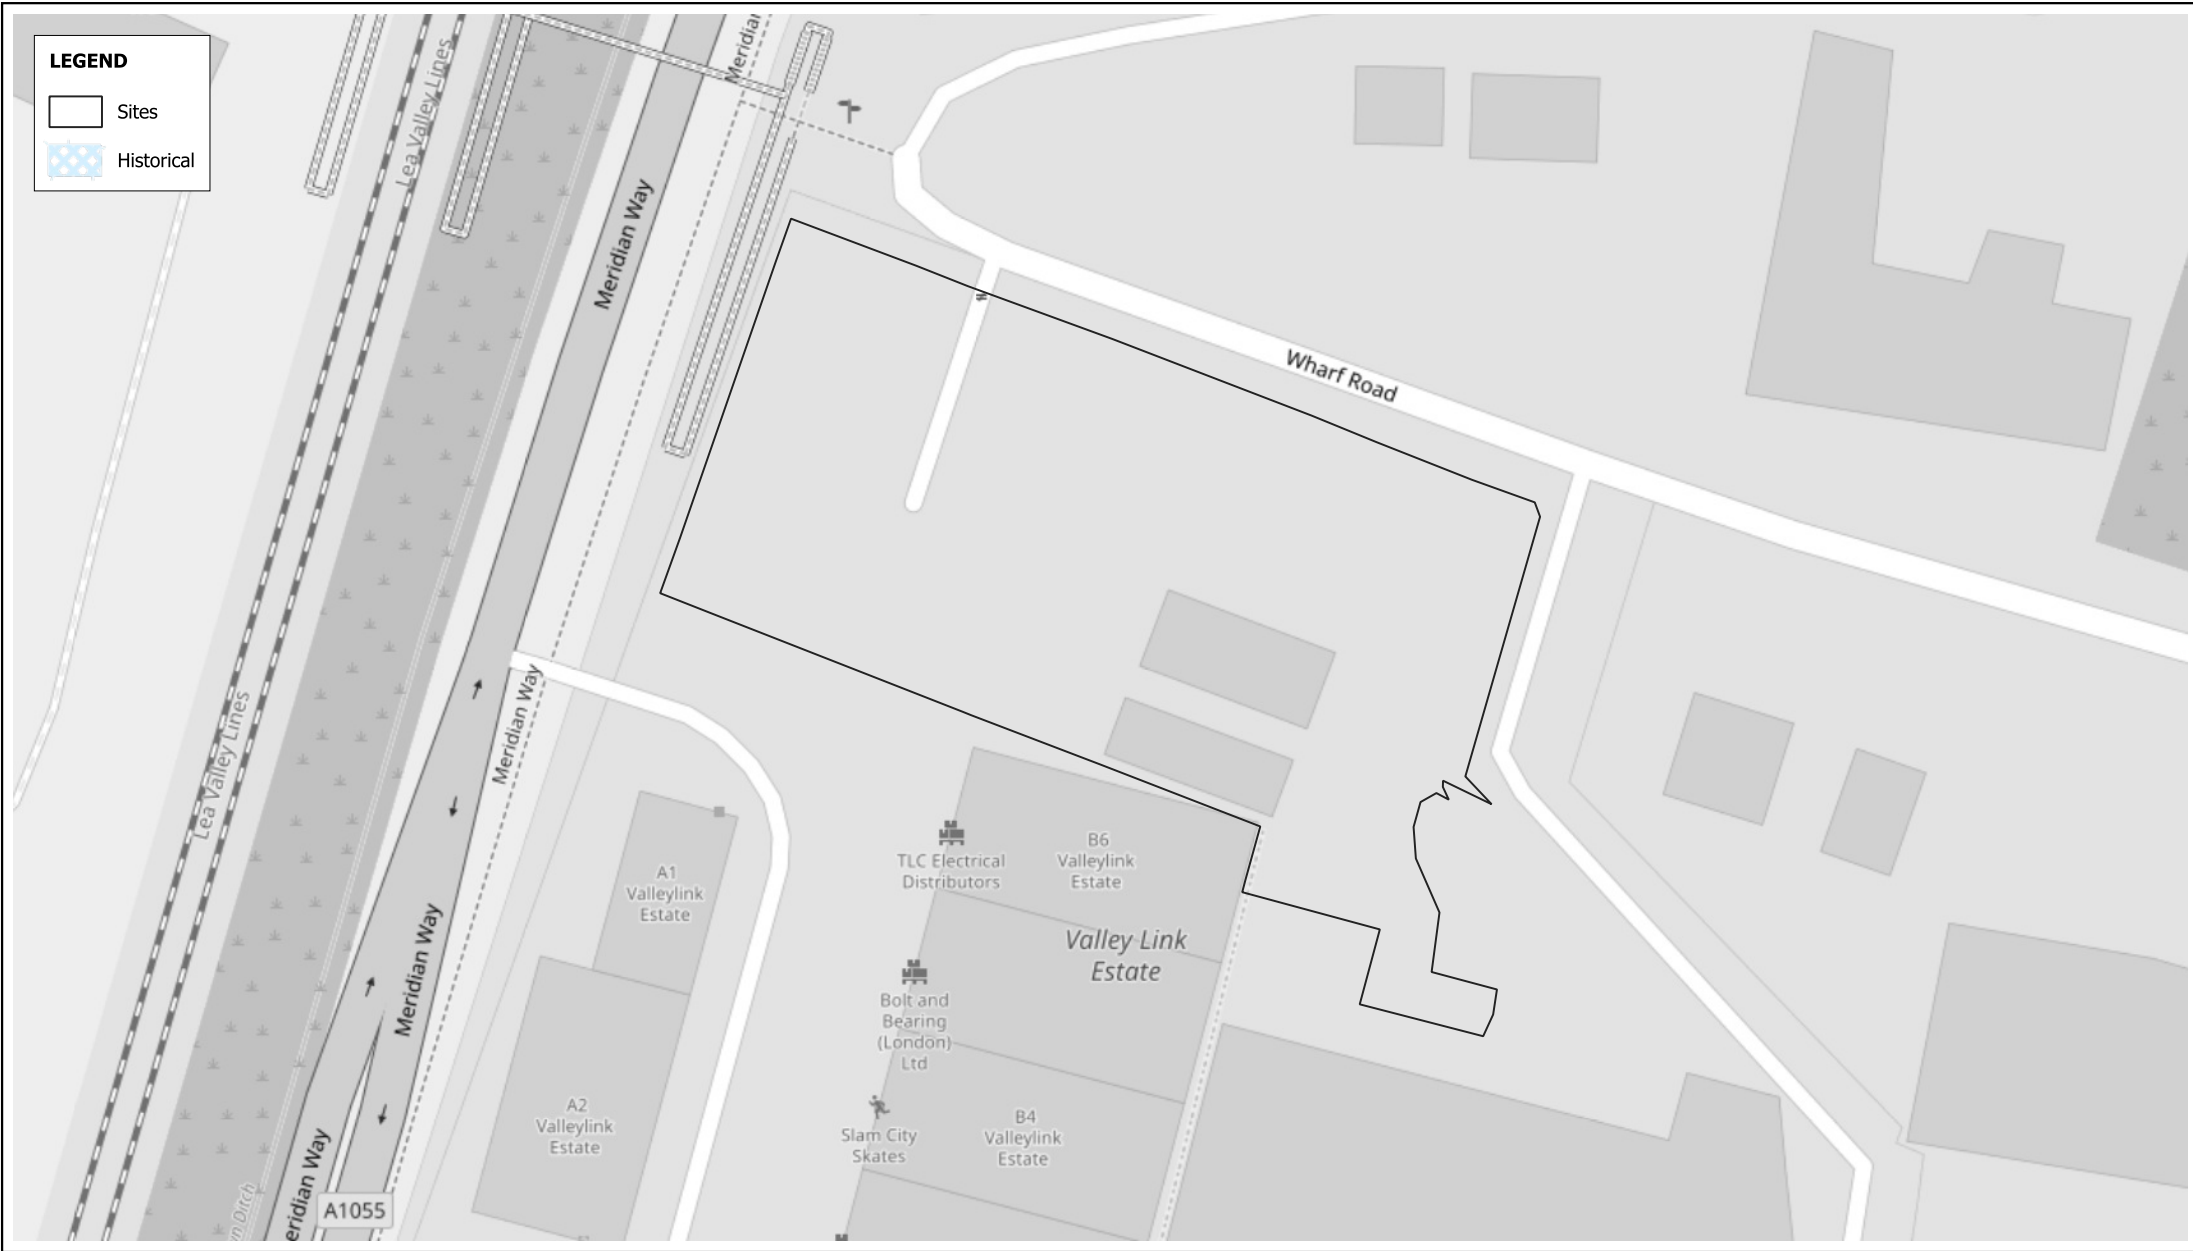 LEGEND
Sites
Historical
Lea Valley Lines
Meridian
Meridian Way
Wharf Road
Meridian Way
Lea Valley Lines
TLC Electrical
Distributors
B6
Valleylink
Estate
A1
Valleylink
Estate
Valley Link
Estate
Meridian Way
Bolt and
Bearing
(London)
Ltd
A2
Valleylink
Estate
Slam City
Skates
B4
Valleylink
Estate
eridian Way
A1055
Ditch